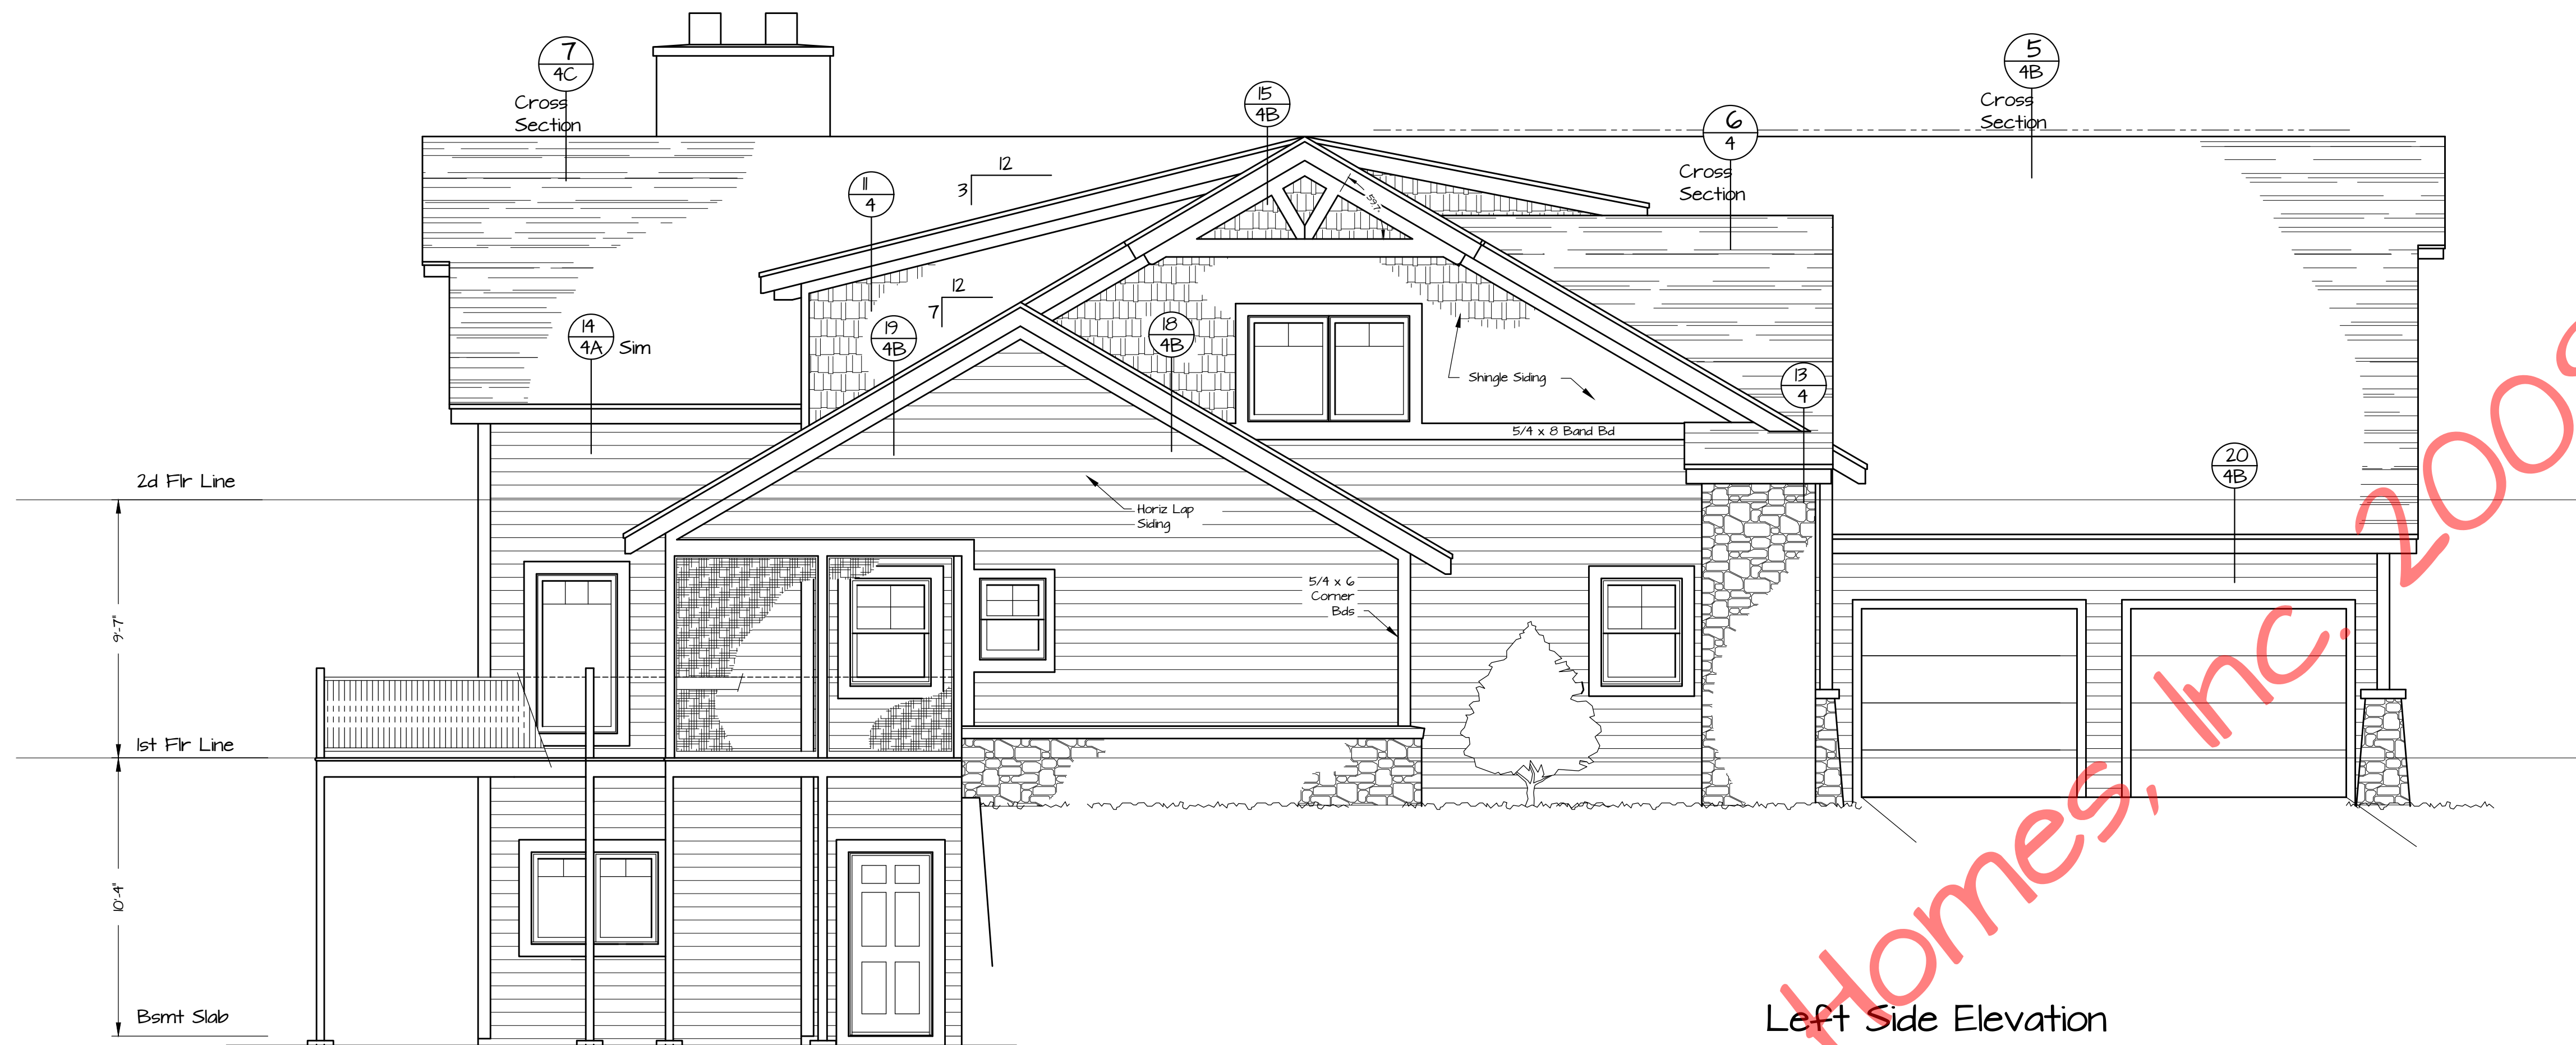 7
4C
Cross
Section
5
4B
Cross
Section
15
4B
6
4
Cross
Section
12
3
11
4
12
7
14
4A Sim
19
4B
18
4B
Shingle Siding
13
4
5/4 x 8 Band Bd
20
4B
2d Flr Line
Horiz Lap
Siding
5/4 x 6
Corner
Bds
9'-7"
1st Flr Line
10'-4"
Bsmt Slab
Left Side Elevation
Homes, Inc. 2008